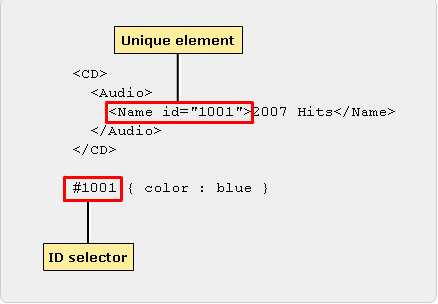 Unique element
<CD>
<Audio>
<Name id="1001">2007 Hits</Name>
</Audio>
</CD>
#1001 { color : blue }
ID selector